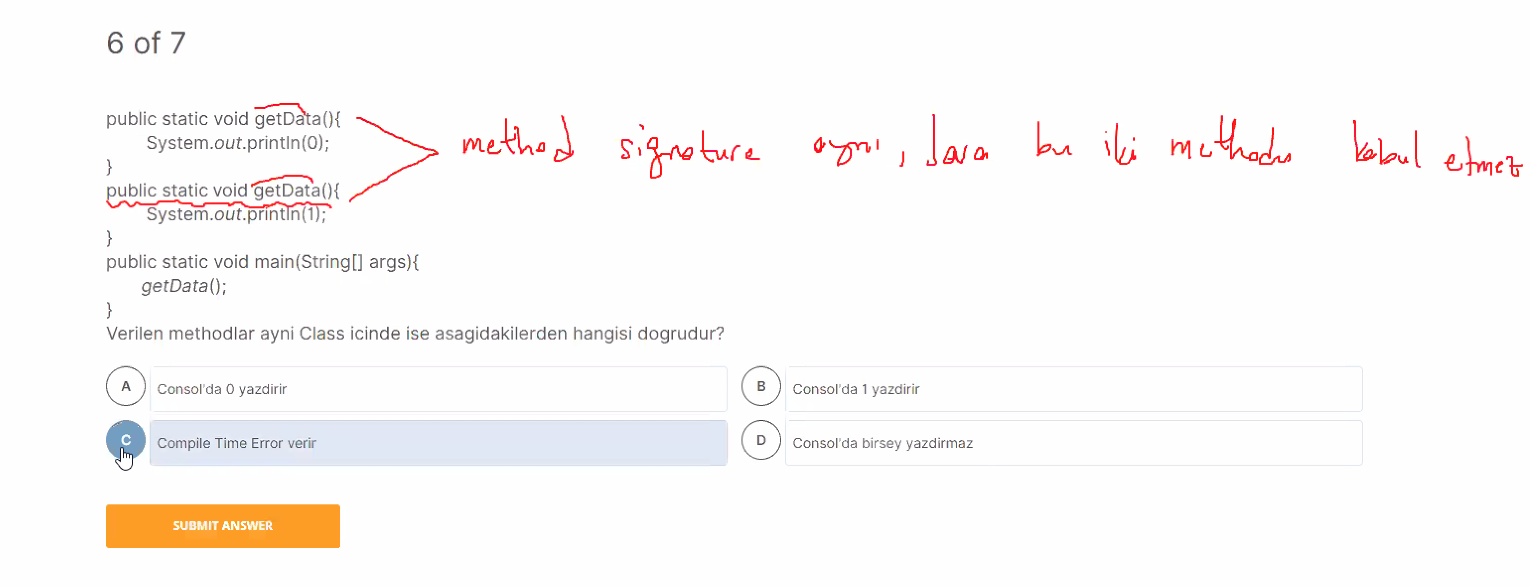 6 of 7
public static void getData(){
System.out.println(0);
}
public static void getData(){
System.out.println(1);
}
public static void main(String[] args){
getData();
}
method signature aynı, Java bu iki methodu kabul etmez
Verilen methodlar ayni Class icinde ise asagidakilerden hangisi dogrudur?
A Consol'da 0 yazdirir
B Consol'da 1 yazdirir
C Compile Time Error verir
D Consol'da birsey yazdirmaz
SUBMIT ANSWER